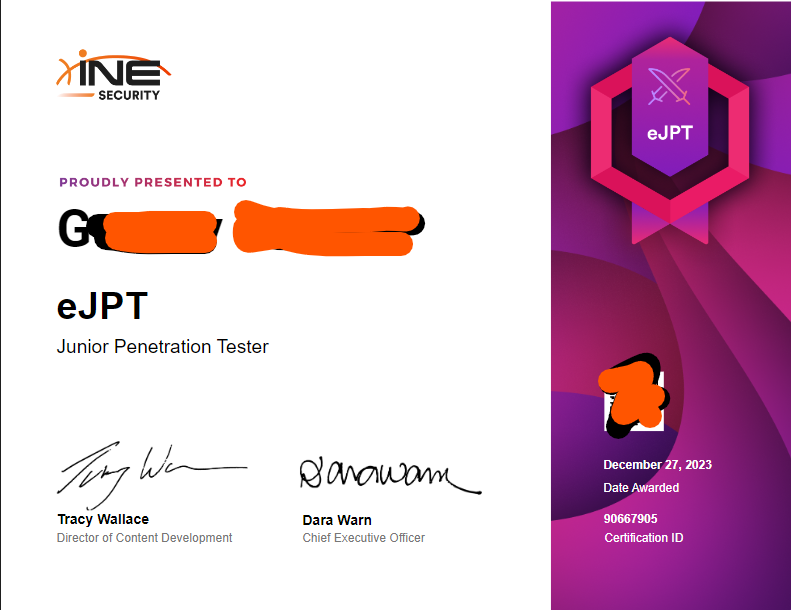 INE
SECURITY
eJPT
PROUDLY PRESENTED TO
eJPT
Junior Penetration Tester
Tracy Wallace
Director of Content Development
Dara Warn
Chief Executive Officer
December 27, 2023
Date Awarded
90667905
Certification ID